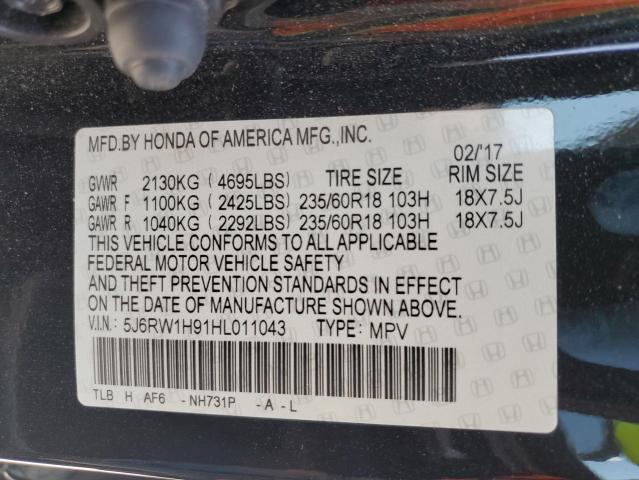 MFD.BY HONDA OF AMERICA MFG.,INC.
02/'17
GVWR 2130KG (4695LBS) TIRE SIZE RIM SIZE
GAWR F 1100KG (2425LBS) 235/60R18 103H 18X7.5J
GAWR R 1040KG (2292LBS) 235/60R18 103H 18X7.5J
THIS VEHICLE CONFORMS TO ALL APPLICABLE
FEDERAL MOTOR VEHICLE SAFETY
AND THEFT PREVENTION STANDARDS IN EFFECT
ON THE DATE OF MANUFACTURE SHOWN ABOVE.
V.I.N.: 5J6RW1H91HL011043 TYPE: MPV
TLB H AF6 - NH731P - A - L